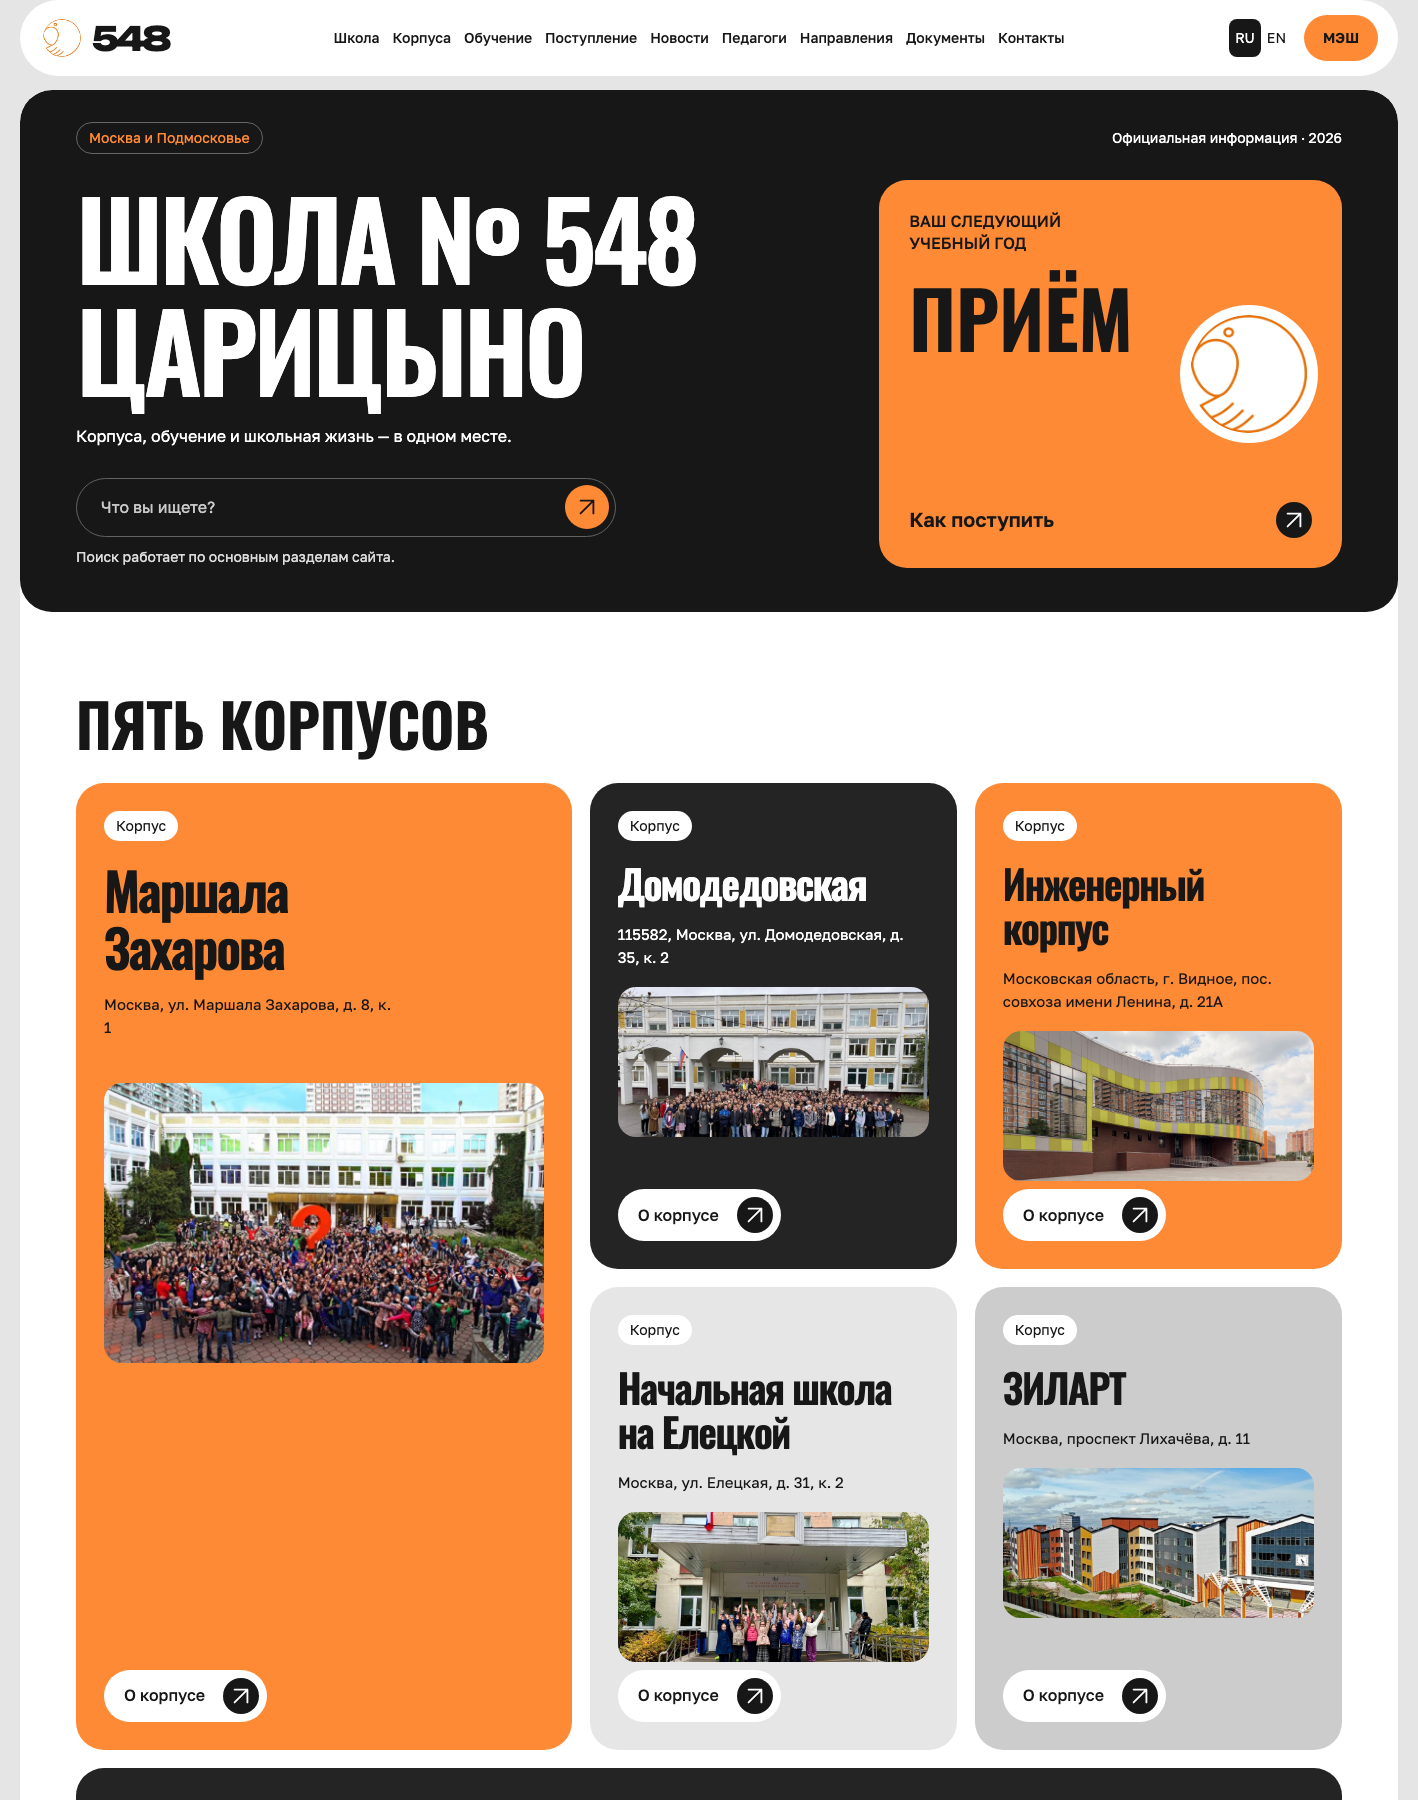 548
Школа Корпуса Обучение Поступление Новости Педагоги Направления Документы Контакты
RU EN
МЭШ
Москва и Подмосковье
Официальная информация · 2026
ШКОЛА № 548
ЦАРИЦЫНО
Корпуса, обучение и школьная жизнь — в одном месте.
Что вы ищете?
Поиск работает по основным разделам сайта.
ВАШ СЛЕДУЮЩИЙ
УЧЕБНЫЙ ГОД
ПРИЁМ
Как поступить
ПЯТЬ КОРПУСОВ
Корпус
Маршала
Захарова
Москва, ул. Маршала Захарова, д. 8, к.
1
О корпусе
Корпус
Домодедовская
115582, Москва, ул. Домодедовская, д.
35, к. 2
О корпусе
Корпус
Инженерный
корпус
Московская область, г. Видное, пос.
совхоза имени Ленина, д. 21А
О корпусе
Корпус
Начальная школа
на Елецкой
Москва, ул. Елецкая, д. 31, к. 2
О корпусе
Корпус
ЗИЛАРТ
Москва, проспект Лихачёва, д. 11
О корпусе